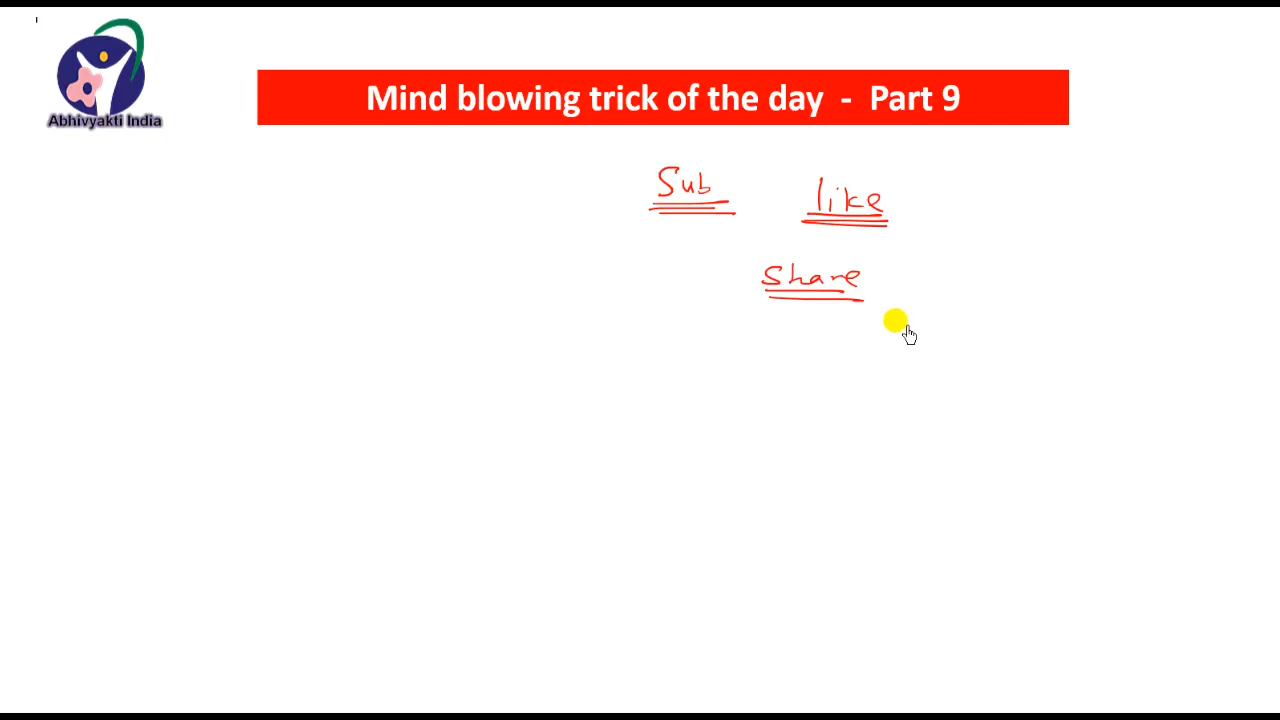 Abhivyakti India
Mind blowing trick of the day - Part 9
Sub like
Share